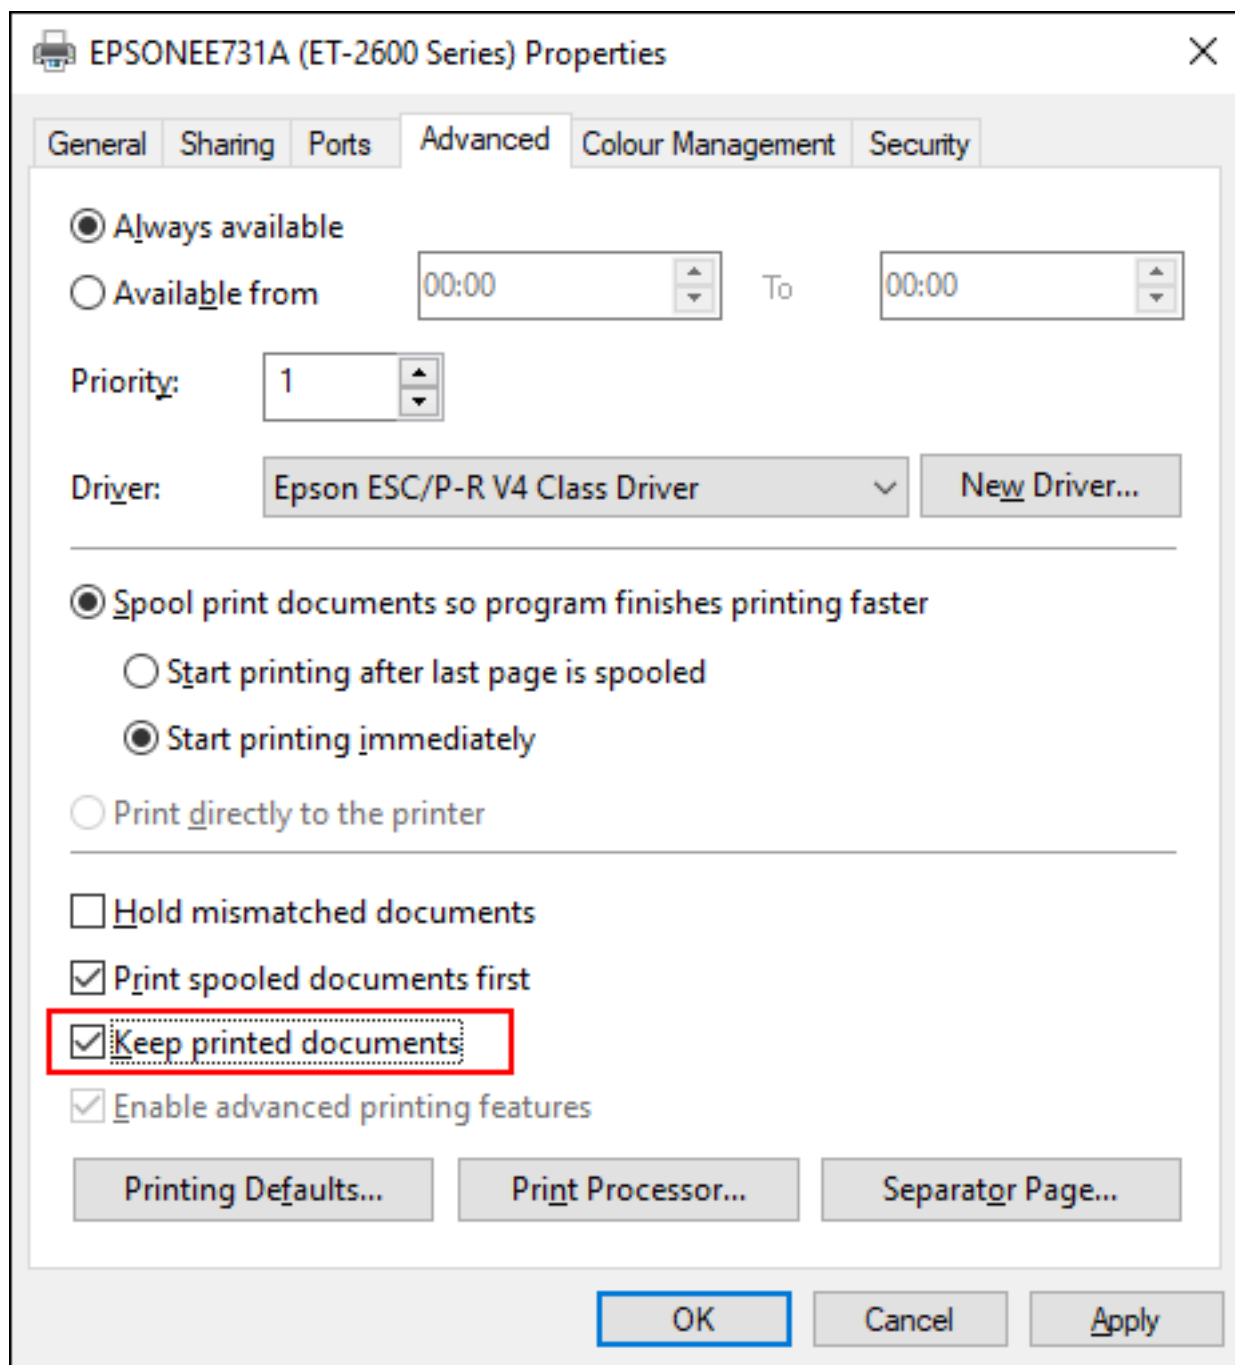 EPSONEE731A (ET-2600 Series) Properties
General Sharing Ports Advanced Colour Management Security
Always available
Available from 00:00 To 00:00
Priority: 1
Driver: Epson ESC/P-R V4 Class Driver New Driver...
Spool print documents so program finishes printing faster
Start printing after last page is spooled
Start printing immediately
Print directly to the printer
Hold mismatched documents
Print spooled documents first
Keep printed documents
Enable advanced printing features
Printing Defaults... Print Processor... Separator Page...
OK Cancel Apply